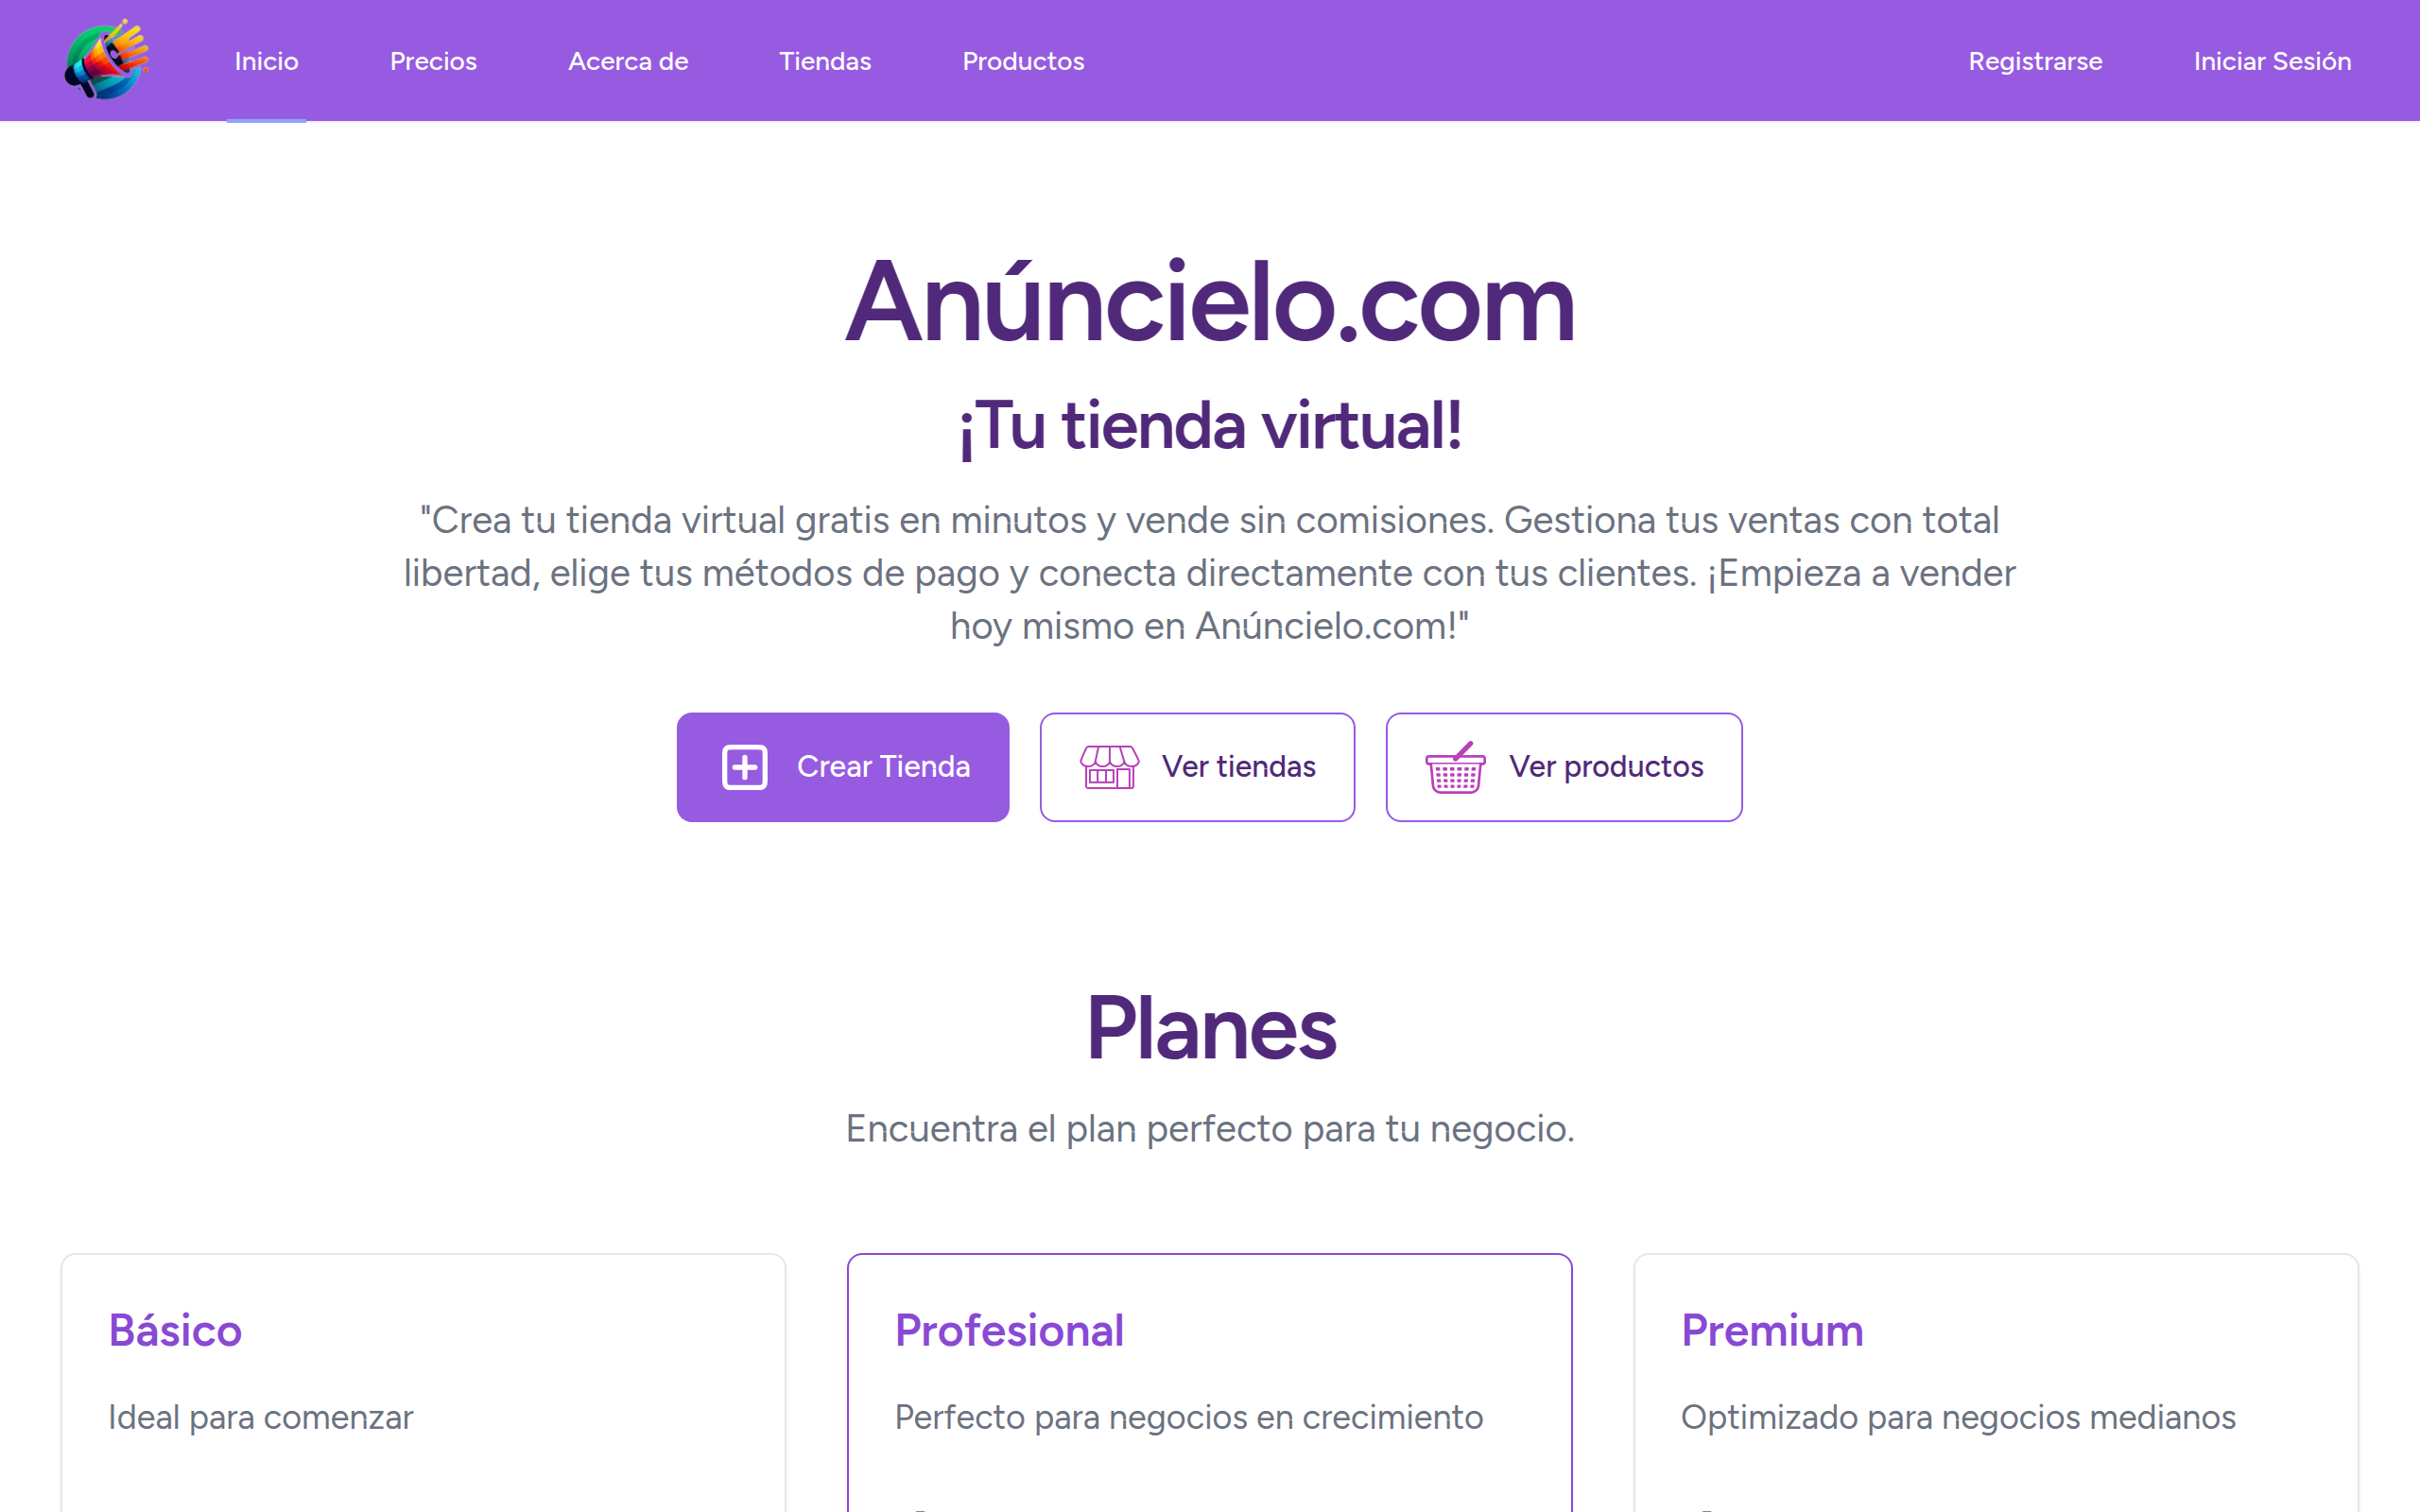 Inicio
Precios
Acerca de
Tiendas
Productos
Registrarse
Iniciar Sesión
Anúncielo.com
¡Tu tienda virtual!
"Crea tu tienda virtual gratis en minutos y vende sin comisiones. Gestiona tus ventas con total
libertad, elige tus métodos de pago y conecta directamente con tus clientes. ¡Empieza a vender
hoy mismo en Anúncielo.com!"
Crear Tienda
Ver tiendas
Ver productos
Planes
Encuentra el plan perfecto para tu negocio.
Básico
Ideal para comenzar
Profesional
Perfecto para negocios en crecimiento
Premium
Optimizado para negocios medianos